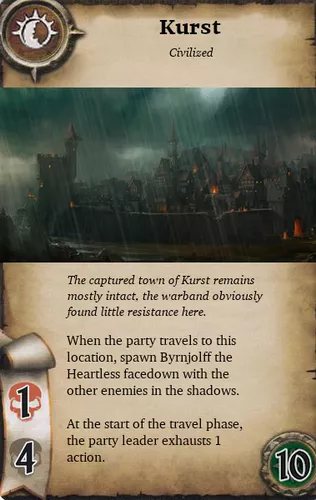 Kurst
Civilized
The captured town of Kurst remains
mostly intact, the warband obviously
found little resistance here.
When the party travels to this
location, spawn Byrnjolff the
Heartless facedown with the
other enemies in the shadows.
At the start of the travel phase,
the party leader exhausts 1
action.
1
4
10